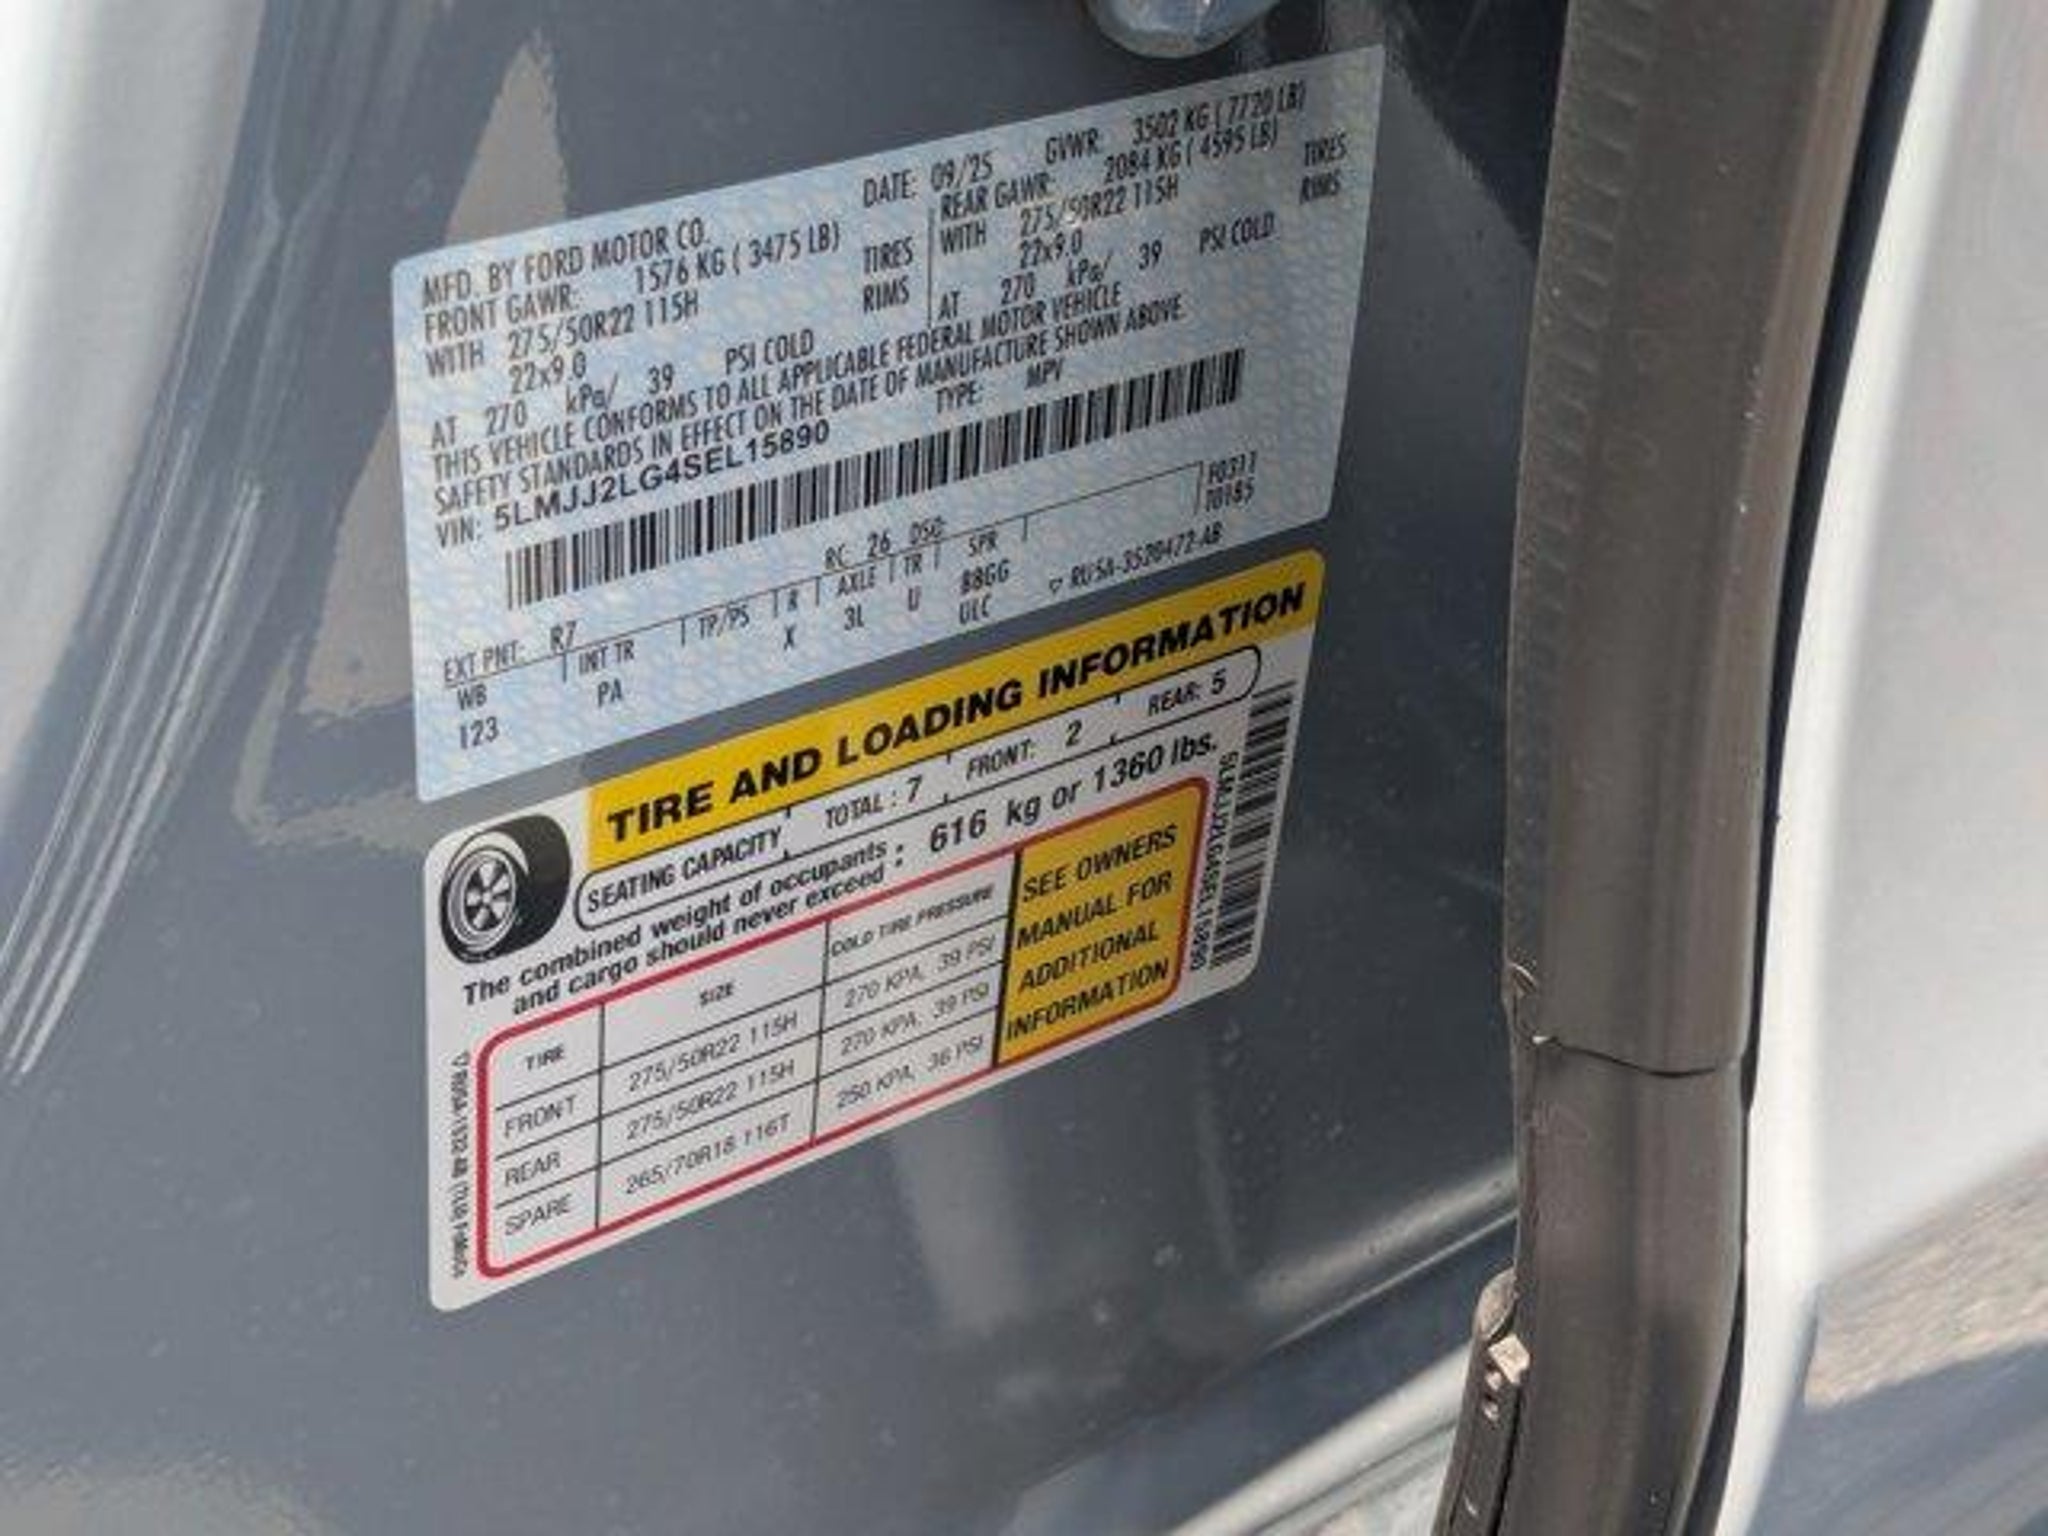 MFD. BY FORD MOTOR CO. DATE: 09/25 GVWR: 3502 KG ( 7720 LB)
FRONT GAWR: 1576 KG ( 3475 LB) REAR GAWR: 2084 KG ( 4595 LB)
WITH 275/50R22 115H TIRES WITH 275/50R22 115H TIRES
22x9.0 RIMS 22x9.0 RIMS
AT 270 kPa/ 39 PSI COLD AT 270 kPa/ 39 PSI COLD
THIS VEHICLE CONFORMS TO ALL APPLICABLE FEDERAL MOTOR VEHICLE
SAFETY STANDARDS IN EFFECT ON THE DATE OF MANUFACTURE SHOWN ABOVE.
VIN: 5LMJJ2LG4SEL15890 TYPE: MPV
F0311
T0185
EXT PNT: R7 RC: 26 DSO:
WB INT TR TP/PS R AXLE TR SPR
123 PA X 3L U BBGG
ULC
RU5A-3520472-AB
TIRE AND LOADING INFORMATION
SEATING CAPACITY TOTAL : 7 FRONT: 2 REAR: 5
The combined weight of occupants
and cargo should never exceed : 616 kg or 1360 lbs.
TIRE SIZE COLD TIRE PRESSURE
FRONT 275/50R22 115H 270 KPA, 39 PSI
REAR 275/50R22 115H 270 KPA, 39 PSI
SPARE 265/70R18 116T 250 KPA, 36 PSI
SEE OWNERS
MANUAL FOR
ADDITIONAL
INFORMATION
5LMJJ2LG4SEL15890